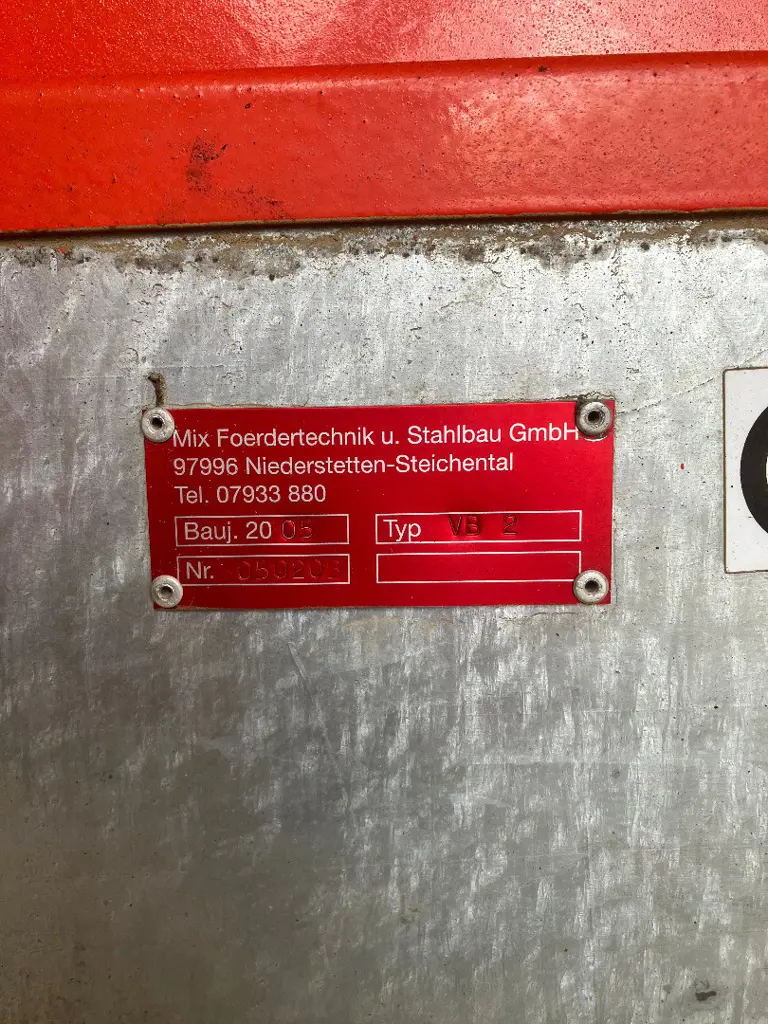 Mix Foerdertechnik u. Stahlbau GmbH
97996 Niederstetten-Steichental
Tel. 07933 880
Bauj. 20 05 Typ VB 2
Nr.